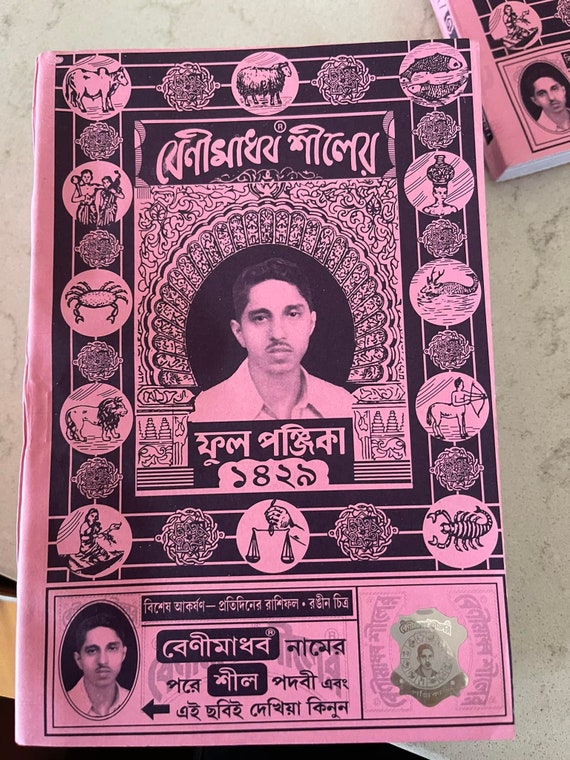 বেণীমাধব® শীলের
ফুল পঞ্জিকা
১৪২৯
বিশেষ আকর্ষণ — প্রতিদিনের রাশিফল • রঙীন চিত্র
বেণীমাধব® নামের
পরে শীল পদবী এবং
এই ছবিই দেখিয়া কিনুন